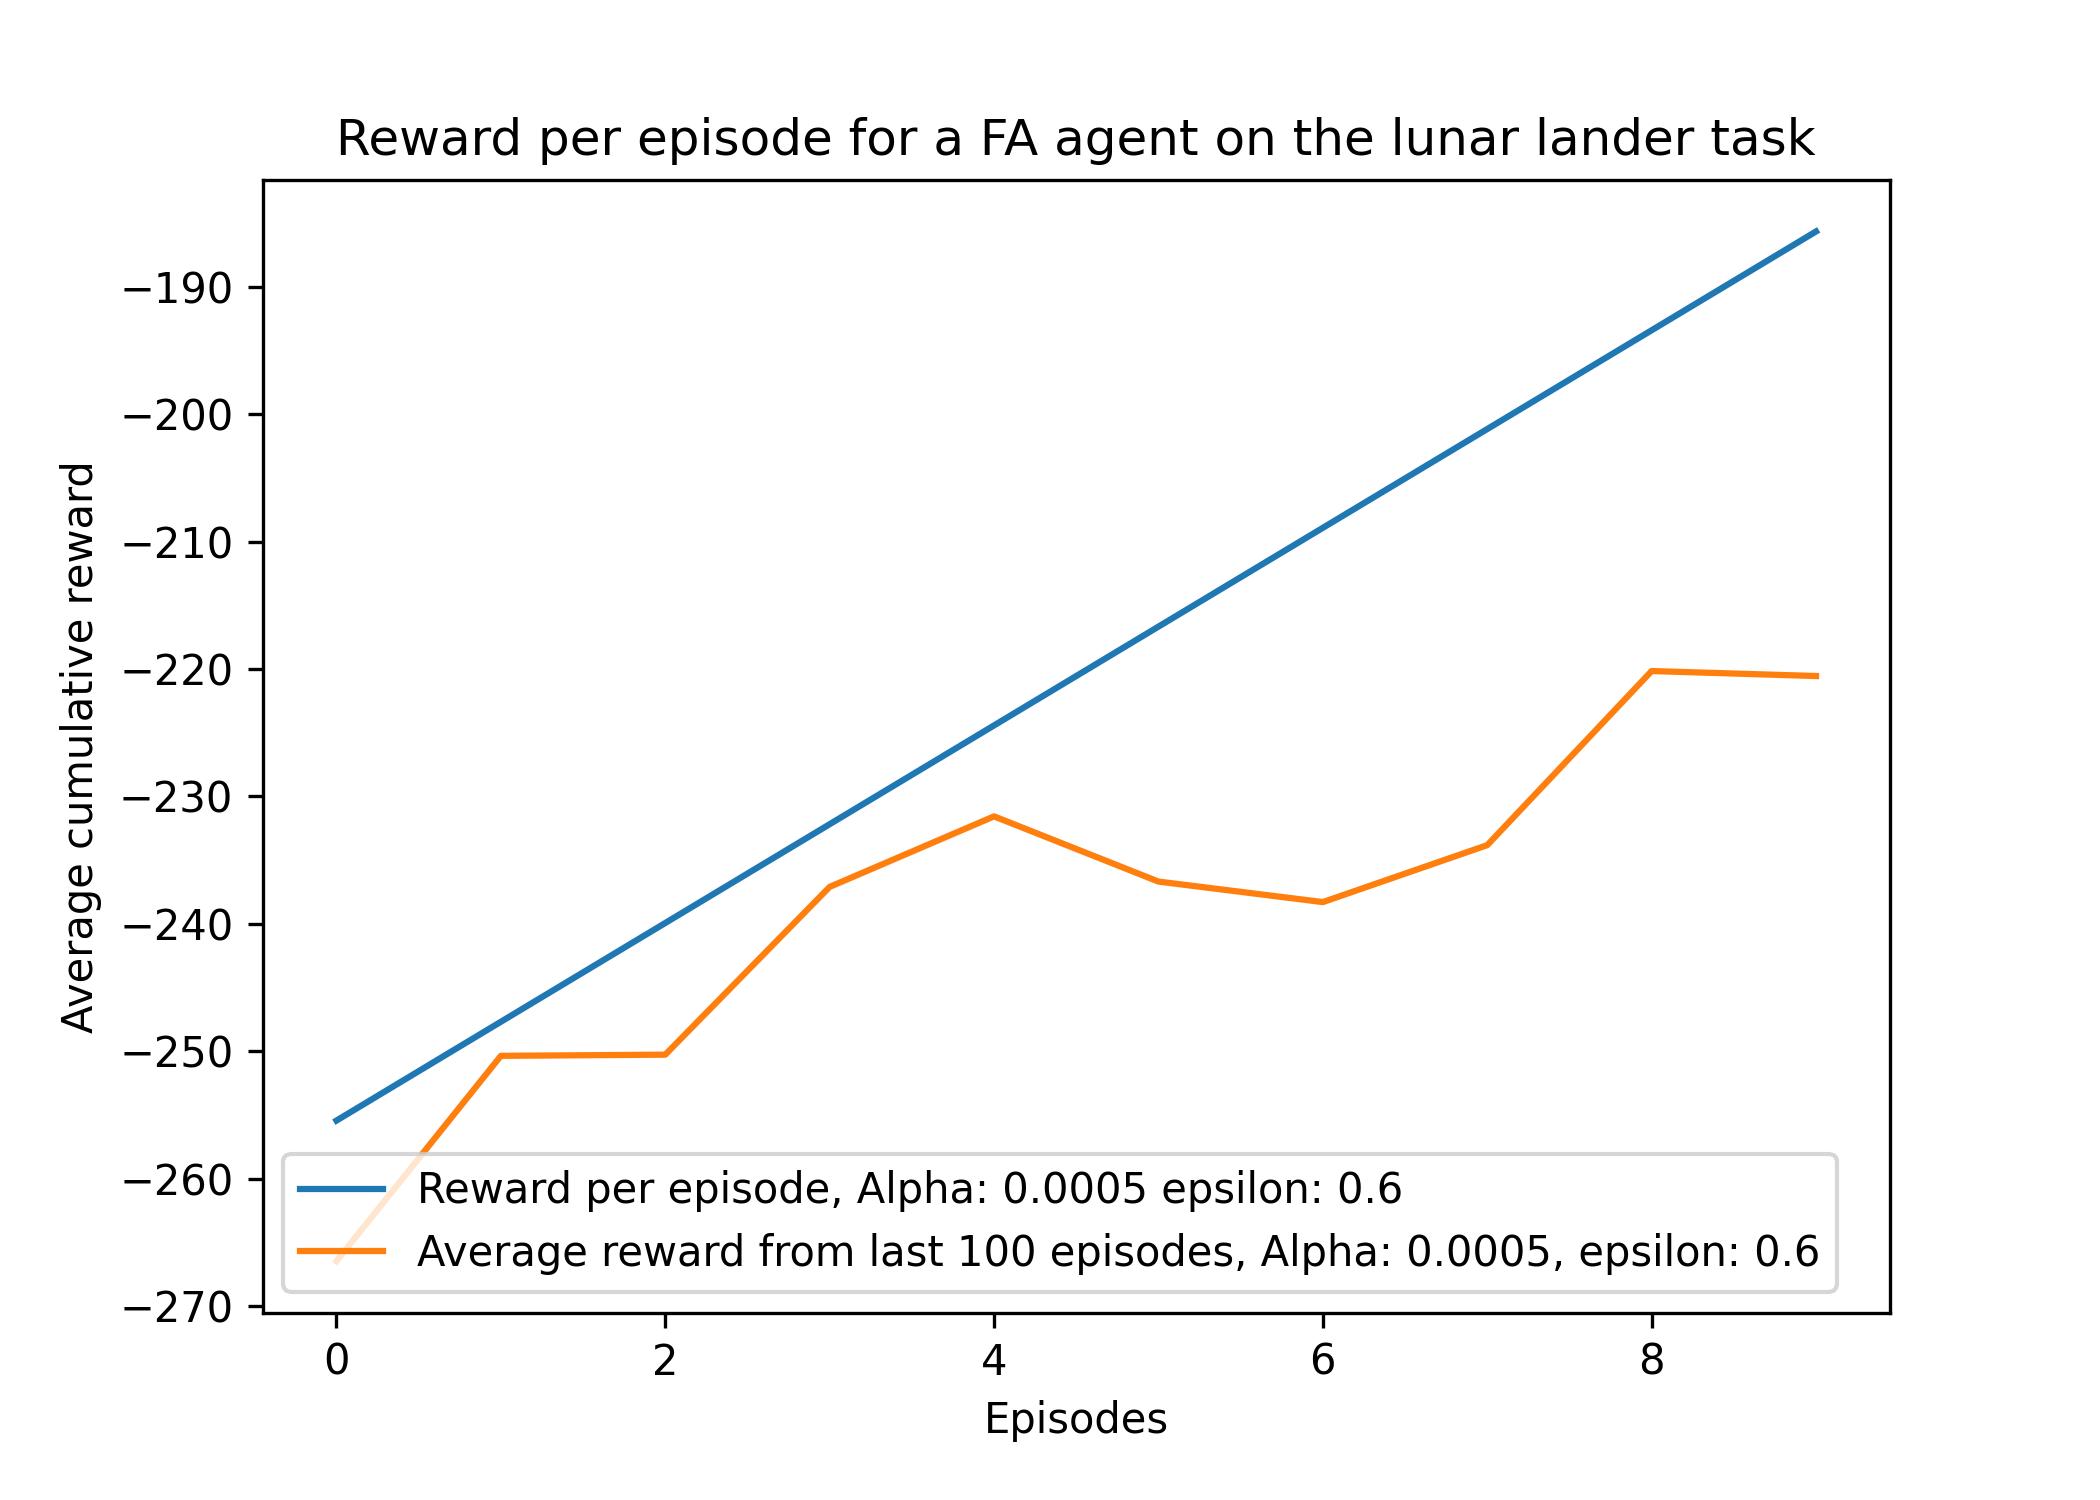 Reward per episode for a FA agent on the lunar lander task
Average cumulative reward
−190
−200
−210
−220
−230
−240
−250
−260
−270
Reward per episode, Alpha: 0.0005 epsilon: 0.6
Average reward from last 100 episodes, Alpha: 0.0005, epsilon: 0.6
0 2 4 6 8
Episodes